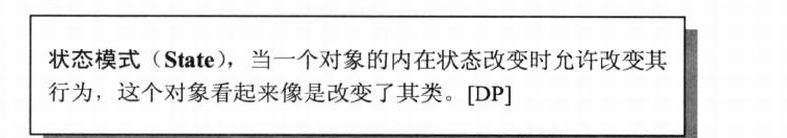 状态模式（State），当一个对象的内在状态改变时允许改变其
行为，这个对象看起来像是改变了其类。[DP]